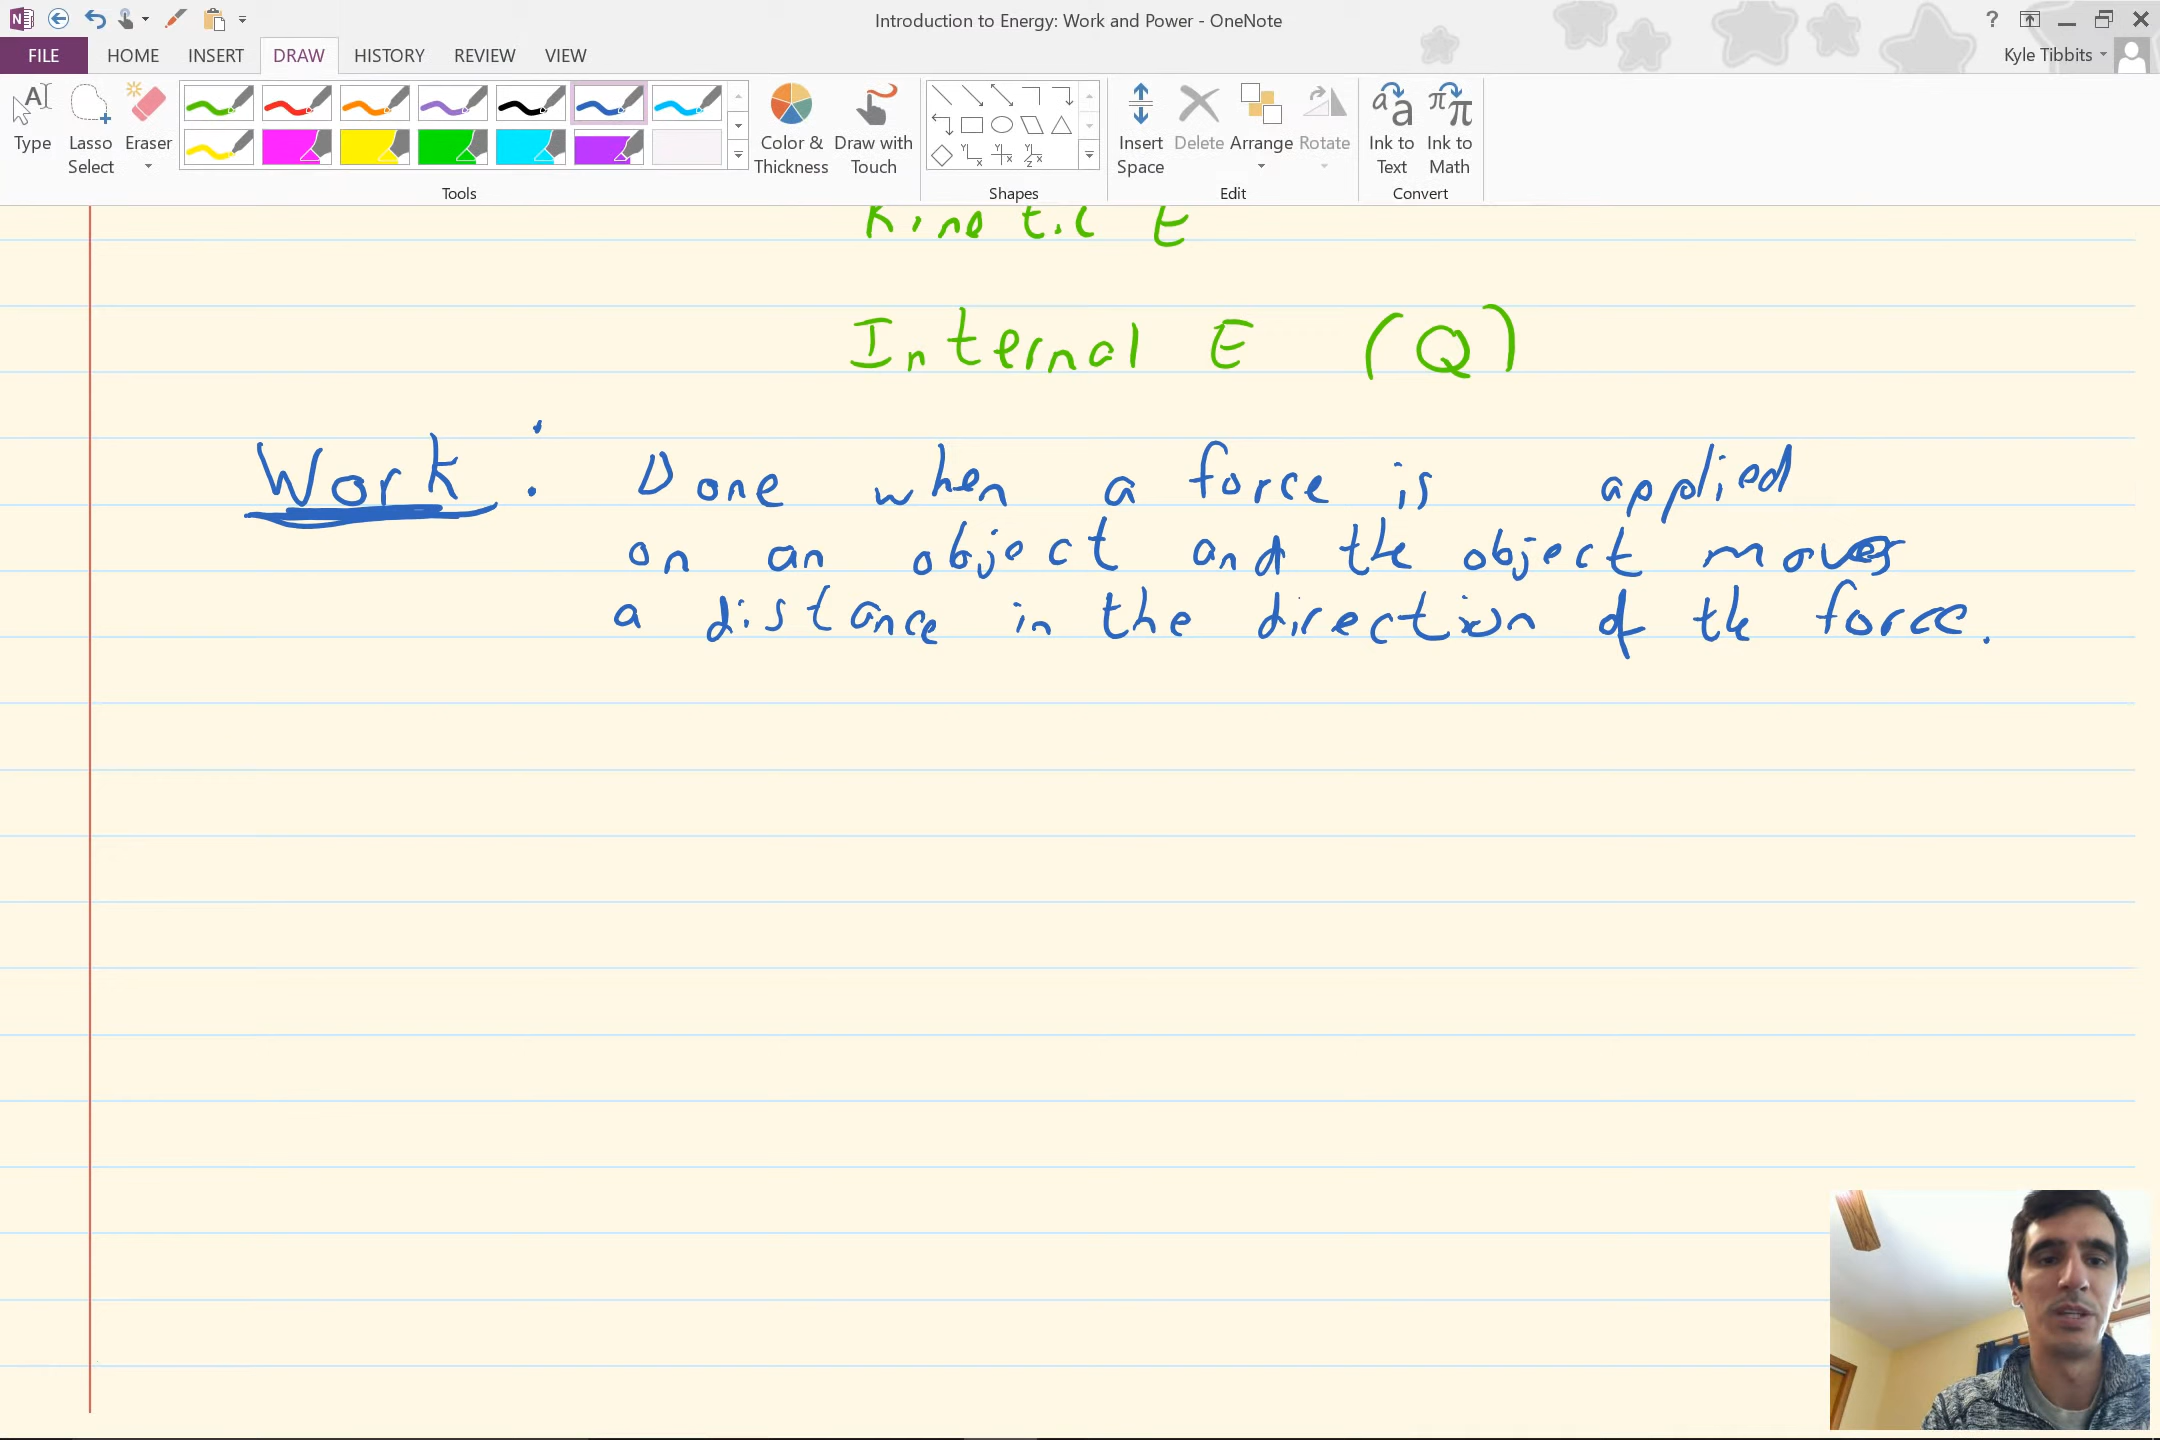 Introduction to Energy: Work and Power - OneNote
?
FILE HOME INSERT DRAW HISTORY REVIEW VIEW
Kyle Tibbits
Type
Lasso Select
Eraser
Color & Thickness
Draw with Touch
Insert Space
Delete
Arrange
Rotate
Ink to Text
Ink to Math
Tools
Shapes
Edit
Convert
Kinetic E
Internal E (Q)
Work : Done when a force is applied
on an object and the object moves
a distance in the direction of the force.